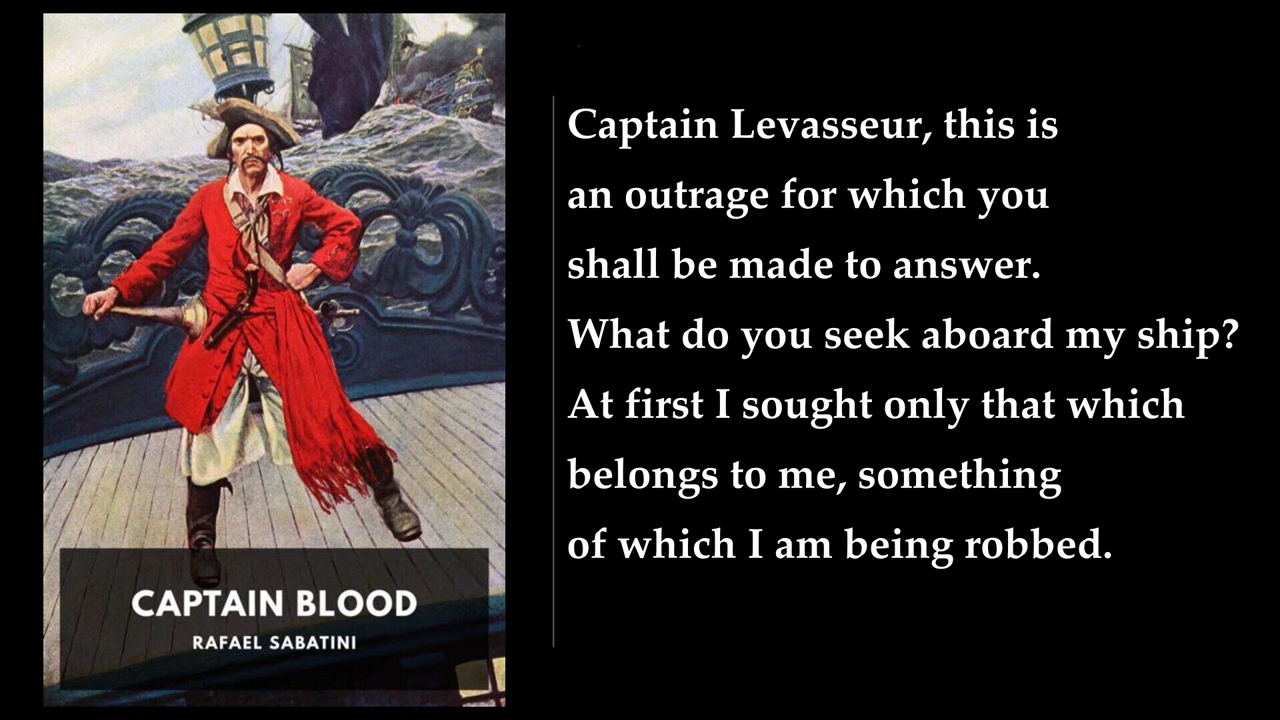 CAPTAIN BLOOD
RAFAEL SABATINI
Captain Levasseur, this is
an outrage for which you
shall be made to answer.
What do you seek aboard my ship?
At first I sought only that which
belongs to me, something
of which I am being robbed.